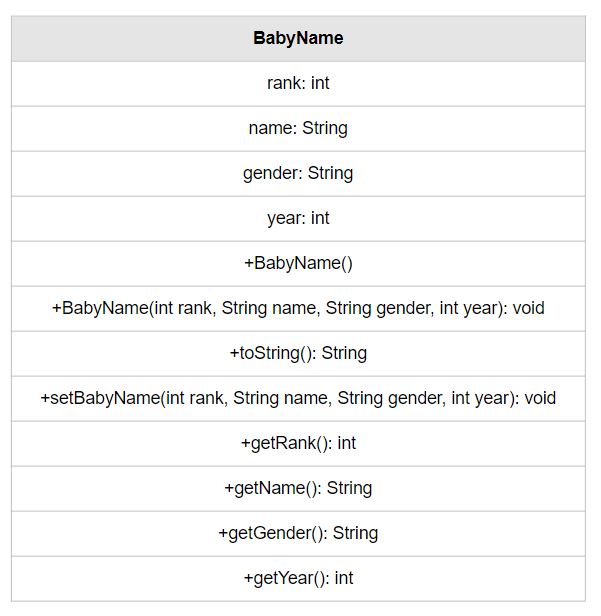 BabyName
rank: int
name: String
gender: String
year: int
+BabyName()
+BabyName(int rank, String name, String gender, int year): void
+toString(): String
+setBabyName(int rank, String name, String gender, int year): void
+getRank(): int
+getName(): String
+getGender(): String
+getYear(): int